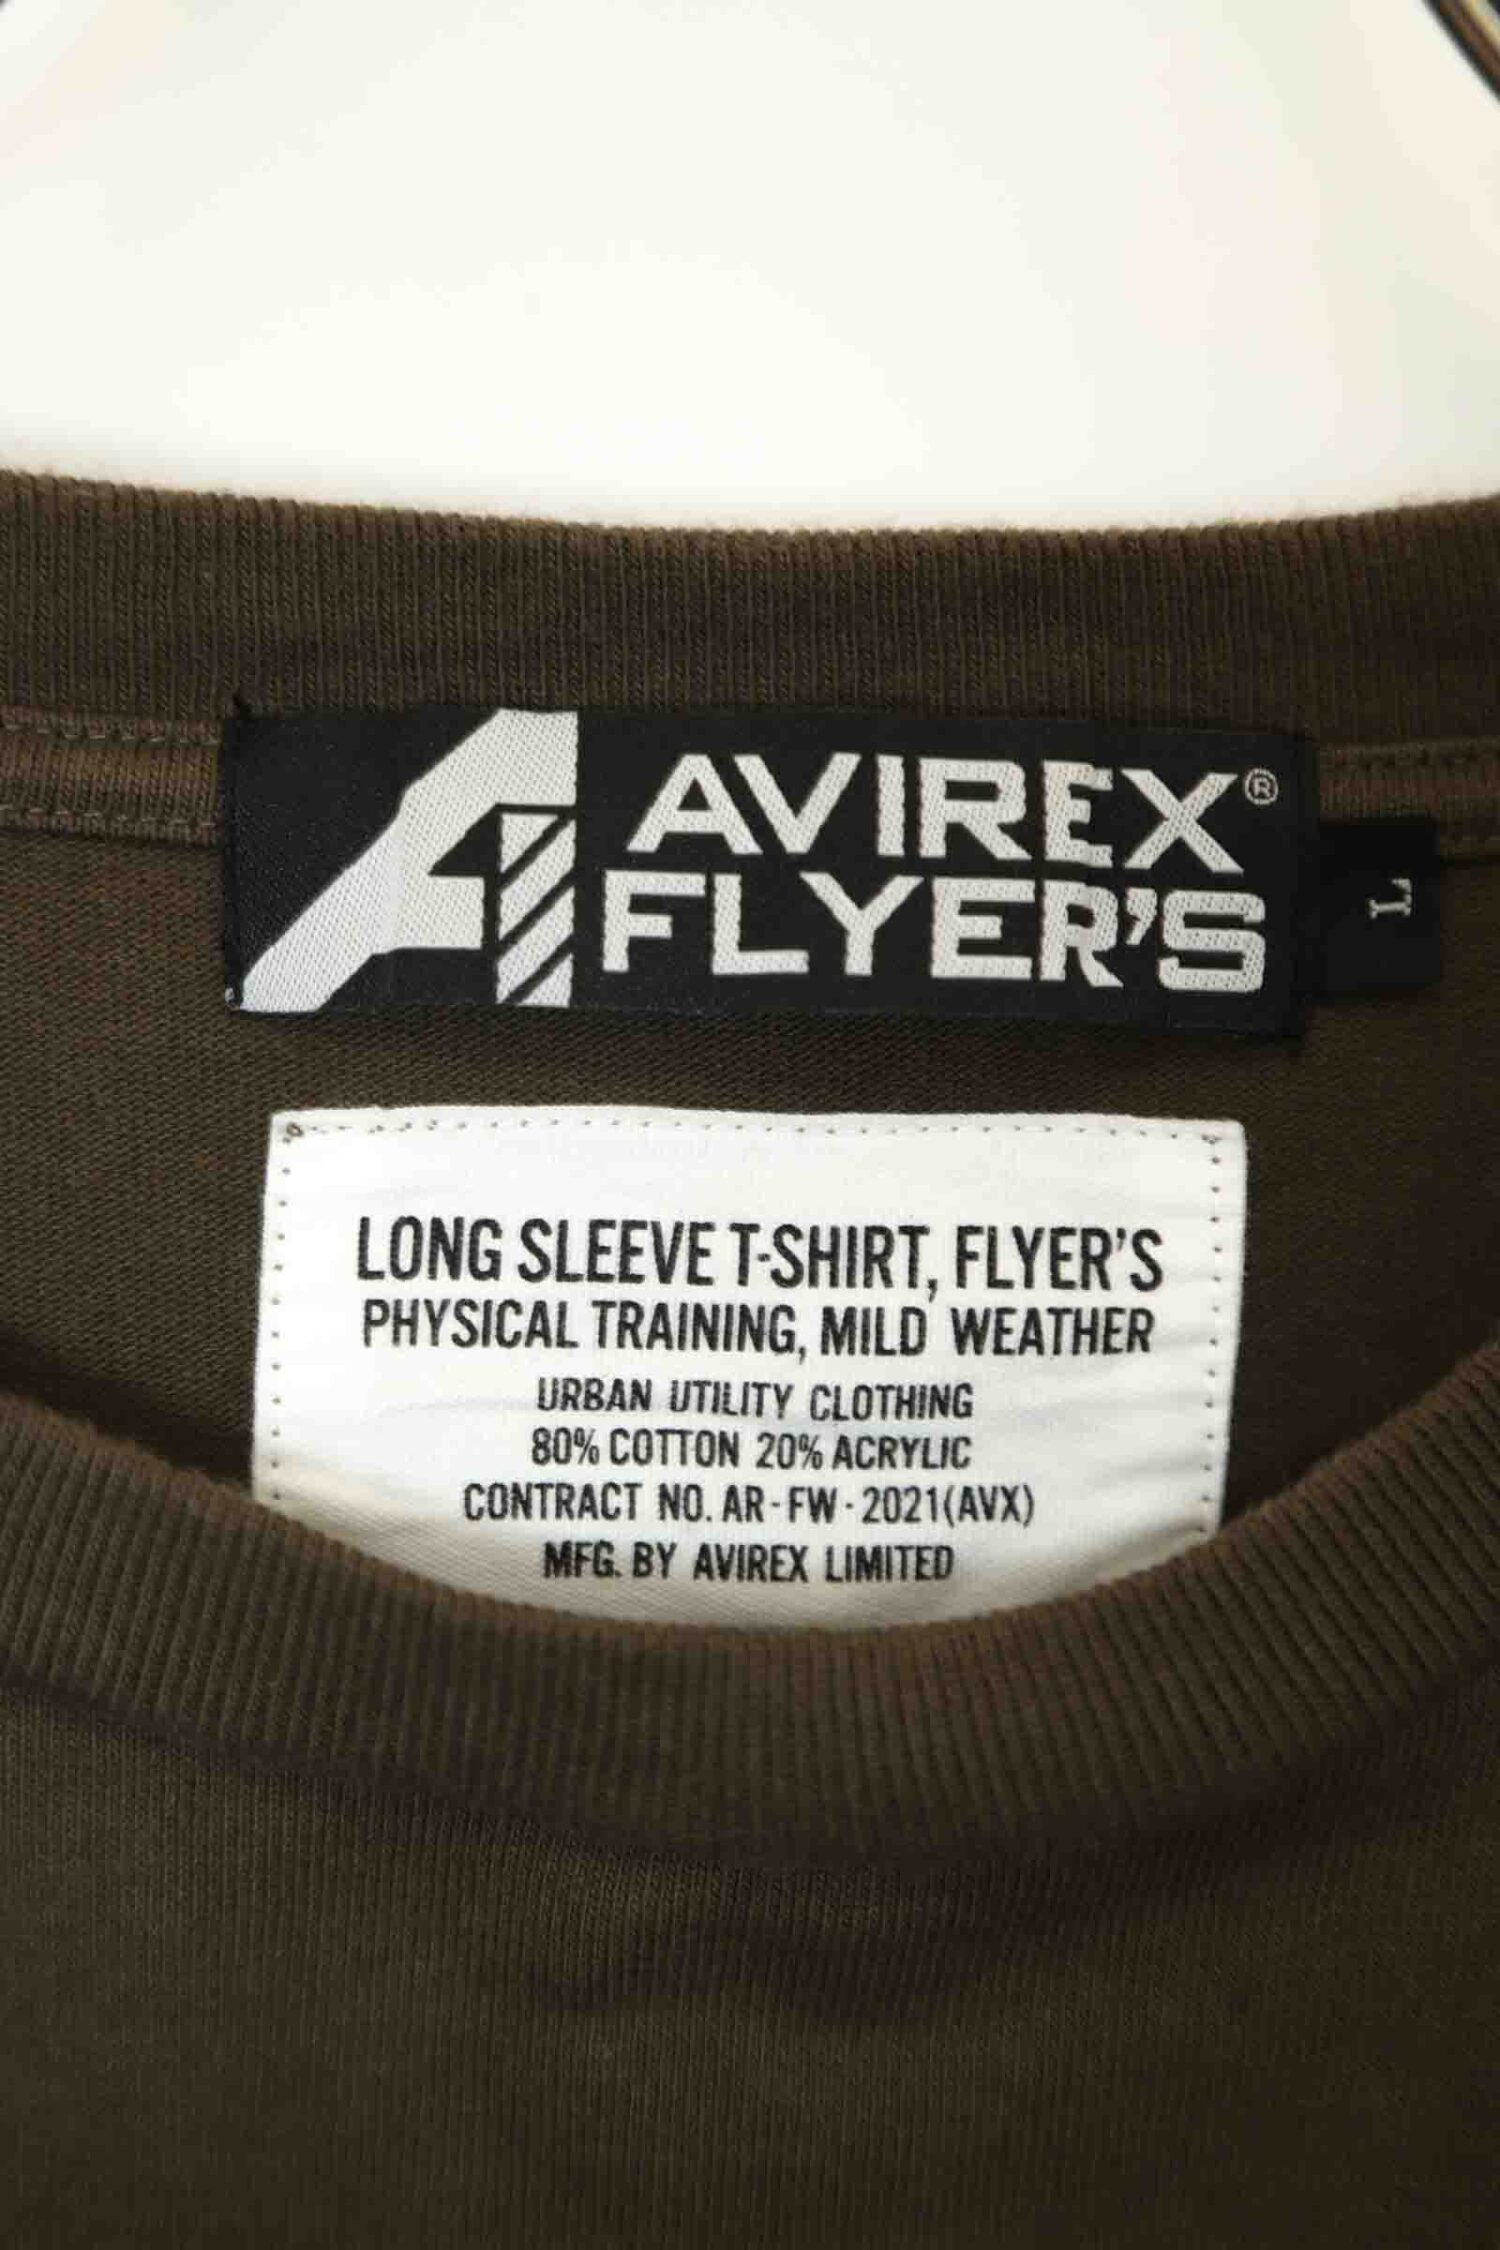 AVIREX®
FLYER'S
L
LONG SLEEVE T-SHIRT, FLYER'S
PHYSICAL TRAINING, MILD WEATHER
URBAN UTILITY CLOTHING
80% COTTON 20% ACRYLIC
CONTRACT NO. AR-FW-2021(AVX)
MFG. BY AVIREX LIMITED